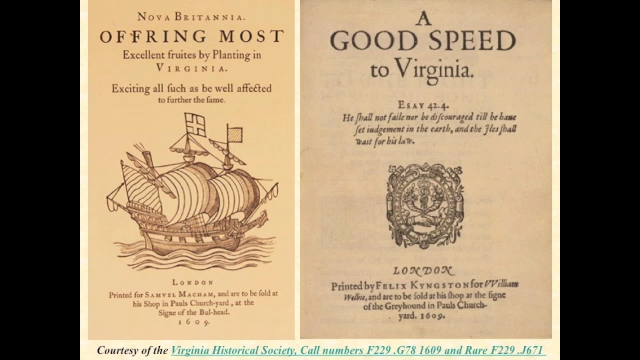 NOVA BRITANNIA.
OFFRING MOST
Excellent fruites by Planting in
VIRGINIA.
Exciting all such as be well affected
to further the same.
LONDON
Printed for SAMVEL MACHAM, and are to be sold at
his Shop in Pauls Church-yard, at the
Signe of the Bul-head.
1609.
A
GOOD SPEED
to Virginia.
ESAY 42.4.
He shall not faile nor be discouraged till he haue
set iudgement in the earth, and the Iles shall
wait for his law.
LONDON
Printed by FELIX KYNGSTON for VVilliam
Welbie, and are to be sold at his shop at the signe
of the Greyhound in Pauls Church-
yard. 1609.
Courtesy of the Virginia Historical Society, Call numbers F229 .G78 1609 and Rare F229 .J671